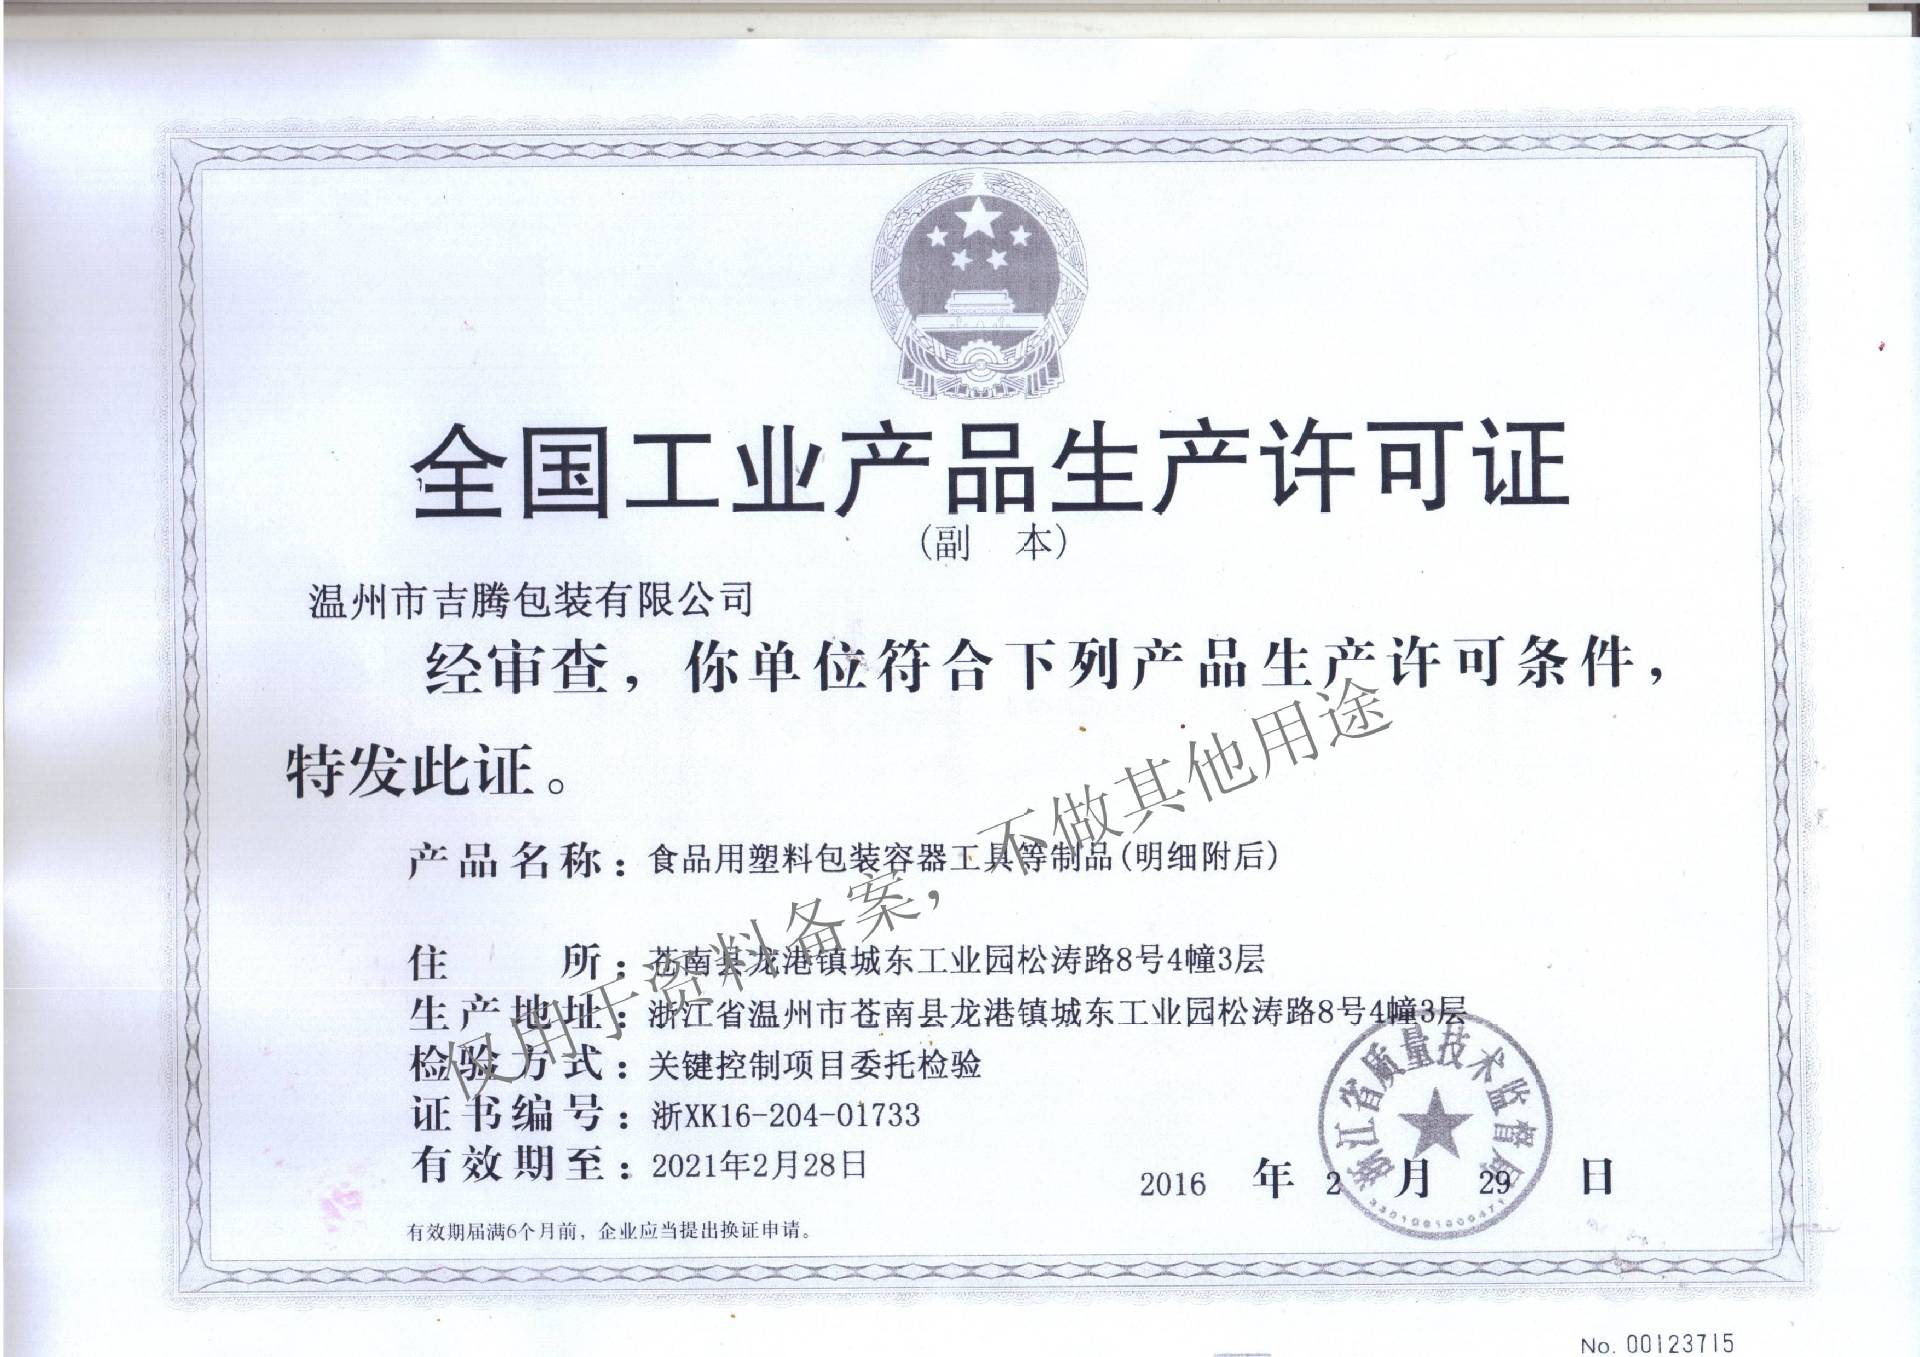 全国工业产品生产许可证
(副 本)
温州市吉腾包装有限公司
经审查，你单位符合下列产品生产许可条件，
特发此证。
产品名称：食品用塑料包装容器工具等制品(明细附后)
住 所：苍南县龙港镇城东工业园松涛路8号4幢3层
生产地址：浙江省温州市苍南县龙港镇城东工业园松涛路8号4幢3层
检验方式：关键控制项目委托检验
证书编号：浙XK16-204-01733
有效期至：2021年2月28日
2016 年 2 月 29 日
浙江省质量技术监督局
有效期届满6个月前，企业应当提出换证申请。
仅用于资料备案，不做其他用途
No. 00123715